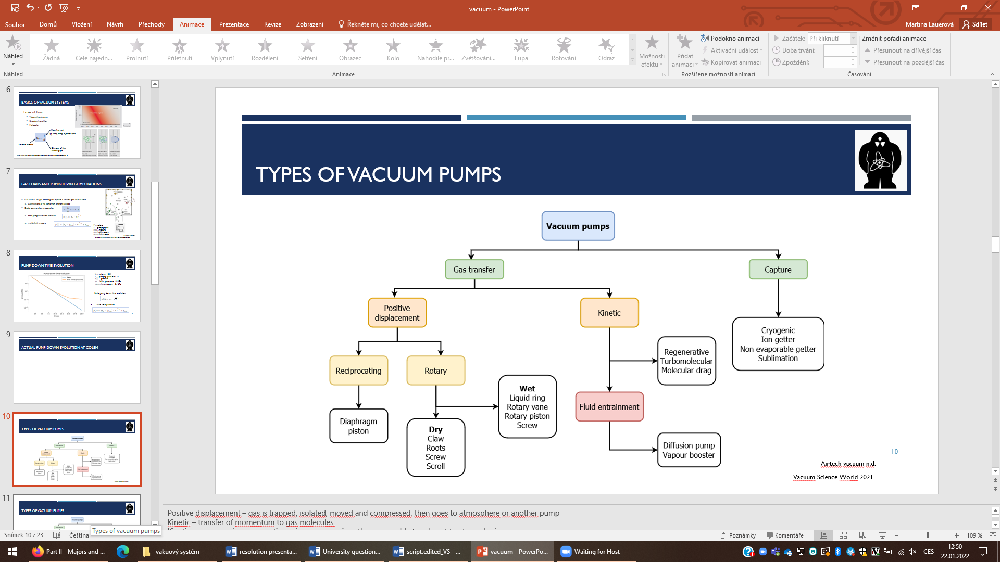 vacuum - PowerPoint
Soubor
Domů
Vložení
Návrh
Přechody
Animace
Prezentace
Revize
Zobrazení
Řekněte mi, co chcete udělat...
Martina Lauerová
Sdílet
Náhled
Žádná
Celé najedn...
Prolnutí
Přilétnutí
Vplynutí
Rozdělení
Setření
Obrazec
Kolo
Nahodilé pr...
Zvětšování...
Lupa
Rotování
Odraz
Možnosti
efektu
Přidat
animaci
Podokno animací
Aktivační událost
Kopírovat animaci
Začátek:
Při kliknutí
Doba trvání:
Zpoždění:
Změnit pořadí animace
Přesunout na dřívější čas
Přesunout na pozdější čas
Náhled
Animace
Rozšířené možnosti animací
Časování
6
BASICS OF VACUUM SYSTEMS
Types of flow:
7
GAS LOADS AND PUMP-DOWN COMPUTATIONS
8
PUMP-DOWN TIME EVOLUTION
9
ACTUAL PUMP-DOWN EVOLUTION AT GOLEM
10
TYPES OF VACUUM PUMPS
11
TYPES OF VACUUM PUMPS
Types of vacuum pumps
TYPES OF VACUUM PUMPS
Vacuum pumps
Gas transfer
Capture
Positive
displacement
Kinetic
Cryogenic
Ion getter
Non evaporable getter
Sublimation
Regenerative
Turbomolecular
Molecular drag
Reciprocating
Rotary
Wet
Liquid ring
Rotary vane
Rotary piston
Screw
Fluid entrainment
Diaphragm
piston
Dry
Claw
Roots
Screw
Scroll
Diffusion pump
Vapour booster
10
Airtech vacuum n.d.
Vacuum Science World 2021
Positive displacement – gas is trapped, isolated, moved and compressed, then goes to atmosphere or another pump
Kinetic – transfer of momentum to gas molecules
Snímek 10 z 23
Čeština
Poznámky
Komentáře
109 %
Part II - Majors and ...
vakuový systém
resolution presenta...
University question...
script.edited_VS - ...
vacuum - PowerPo...
Waiting for Host
CES
12:50
22.01.2022